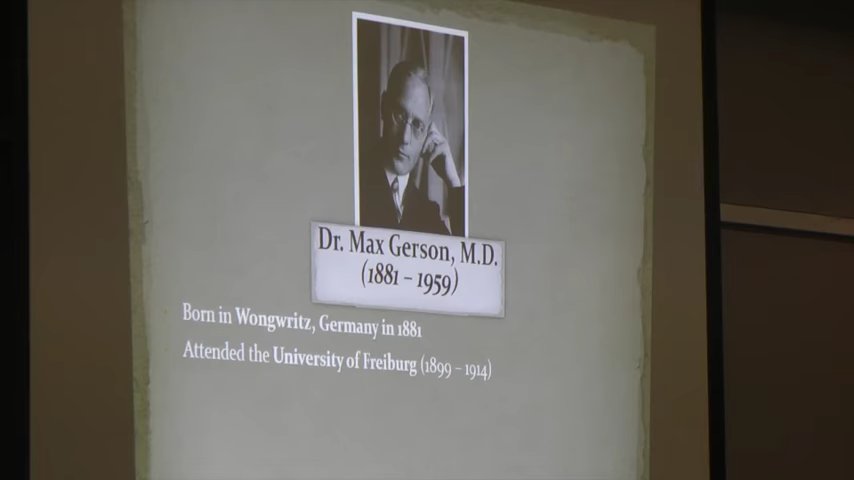 Dr. Max Gerson, M.D.
(1881 – 1959)
Born in Wongwritz, Germany in 1881
Attended the University of Freiburg (1899 – 1914)